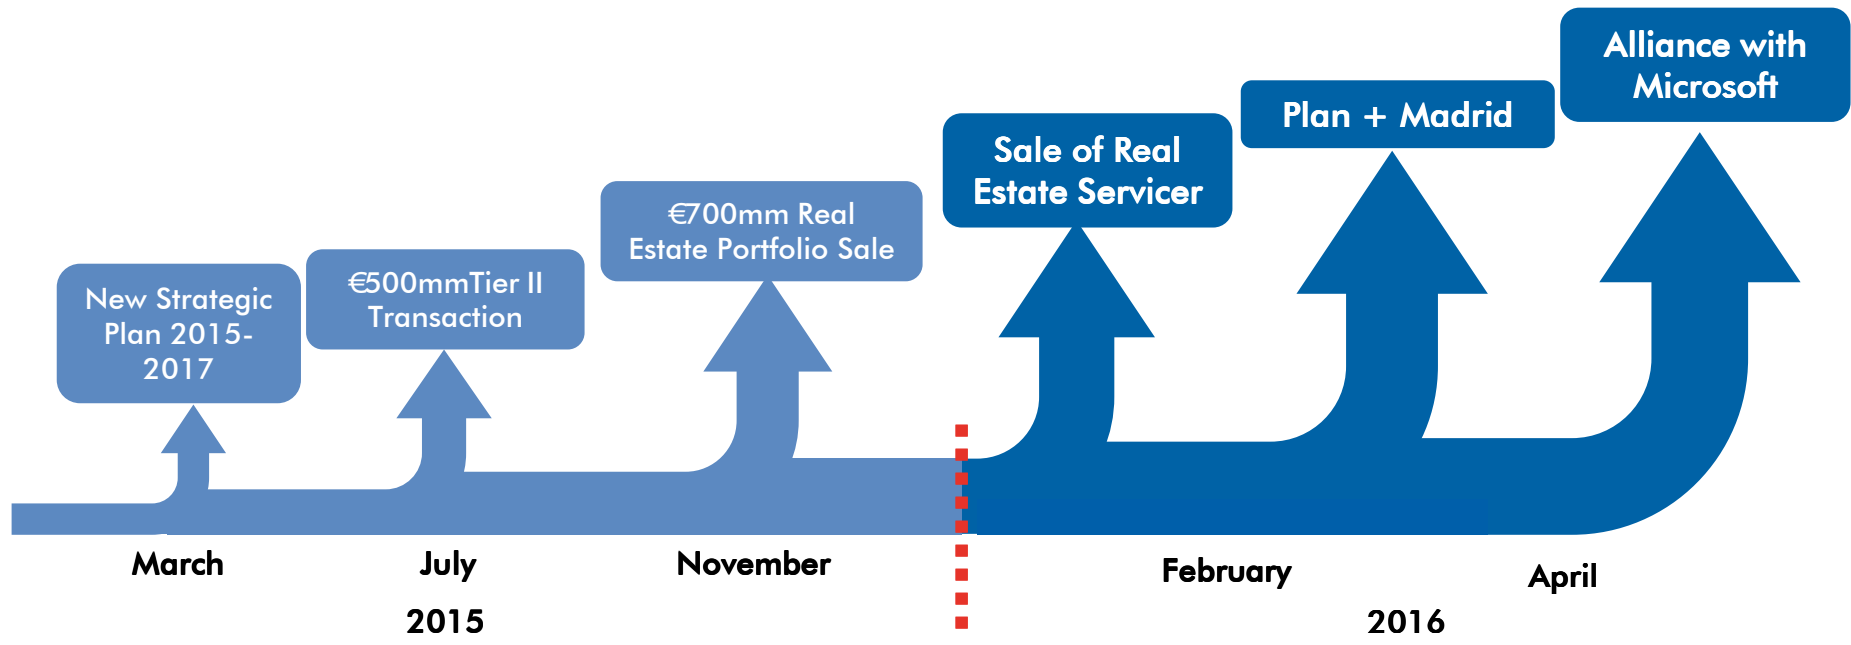 New Strategic
Plan 2015-
2017
€500mmTier II
Transaction
€700mm Real
Estate Portfolio Sale
Sale of Real
Estate Servicer
Plan + Madrid
Alliance with
Microsoft
March
July
November
February
April
2015
2016